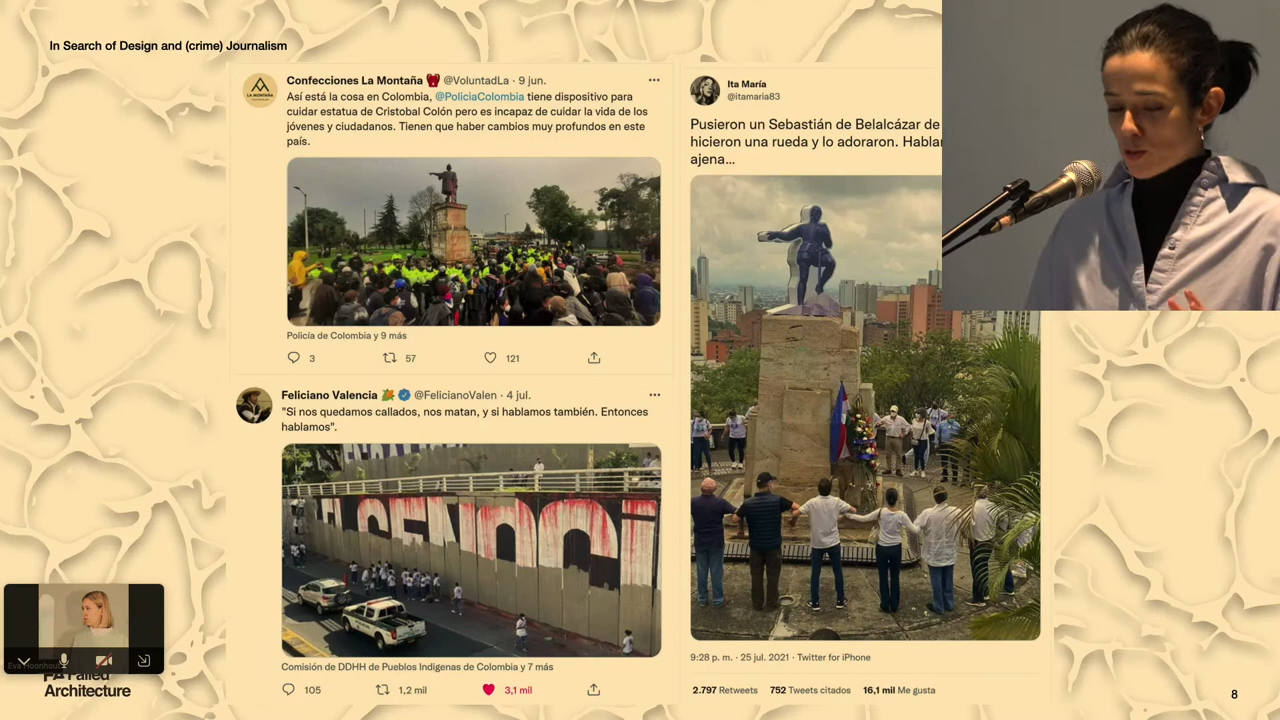 In Search of Design and (crime) Journalism
Confecciones La Montaña @VoluntadLa · 9 jun.
Así está la cosa en Colombia, @PoliciaColombia tiene dispositivo para
cuidar estatua de Cristobal Colón pero es incapaz de cuidar la vida de los
jóvenes y ciudadanos. Tienen que haber cambios muy profundos en este
país.
Policía de Colombia y 9 más
3 57 121
Feliciano Valencia @FelicianoValen · 4 jul.
"Si nos quedamos callados, nos matan, y si hablamos también. Entonces
hablamos".
Comisión de DDHH de Pueblos Indigenas de Colombia y 7 más
105 1,2 mil 3,1 mil
Ita María
@itamaria83
Pusieron un Sebastián de Belalcázar de
hicieron una rueda y lo adoraron. Hablar
ajena...
9:28 p. m. · 25 jul. 2021 · Twitter for iPhone
2.797 Retweets 752 Tweets citados 16,1 mil Me gusta
LA MONTAÑA
EL GENOCI
Failed
Architecture
8